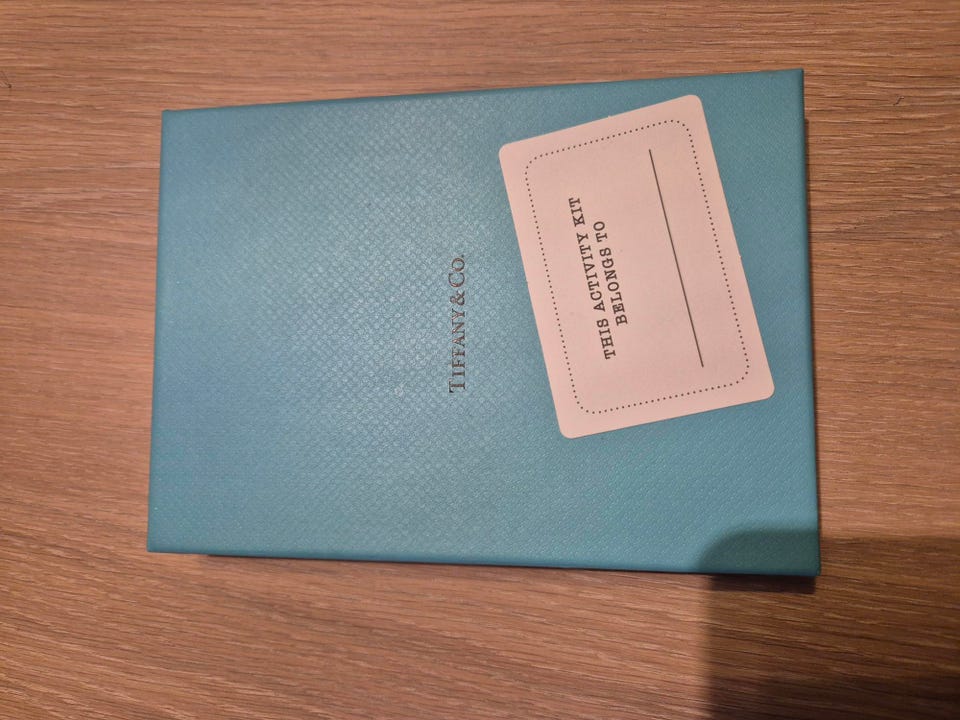 TIFFANY & CO.
THIS ACTIVITY KIT
BELONGS TO